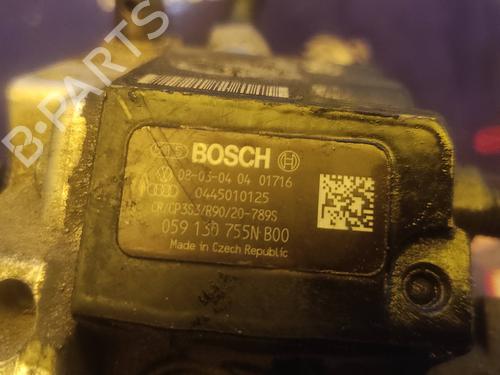 B-PARTS
BOSCH
08-03-04 04 01716
0445010125
CR/CP3S3/R90/20-789S
059 130 755N B00
Made in Czech Republic